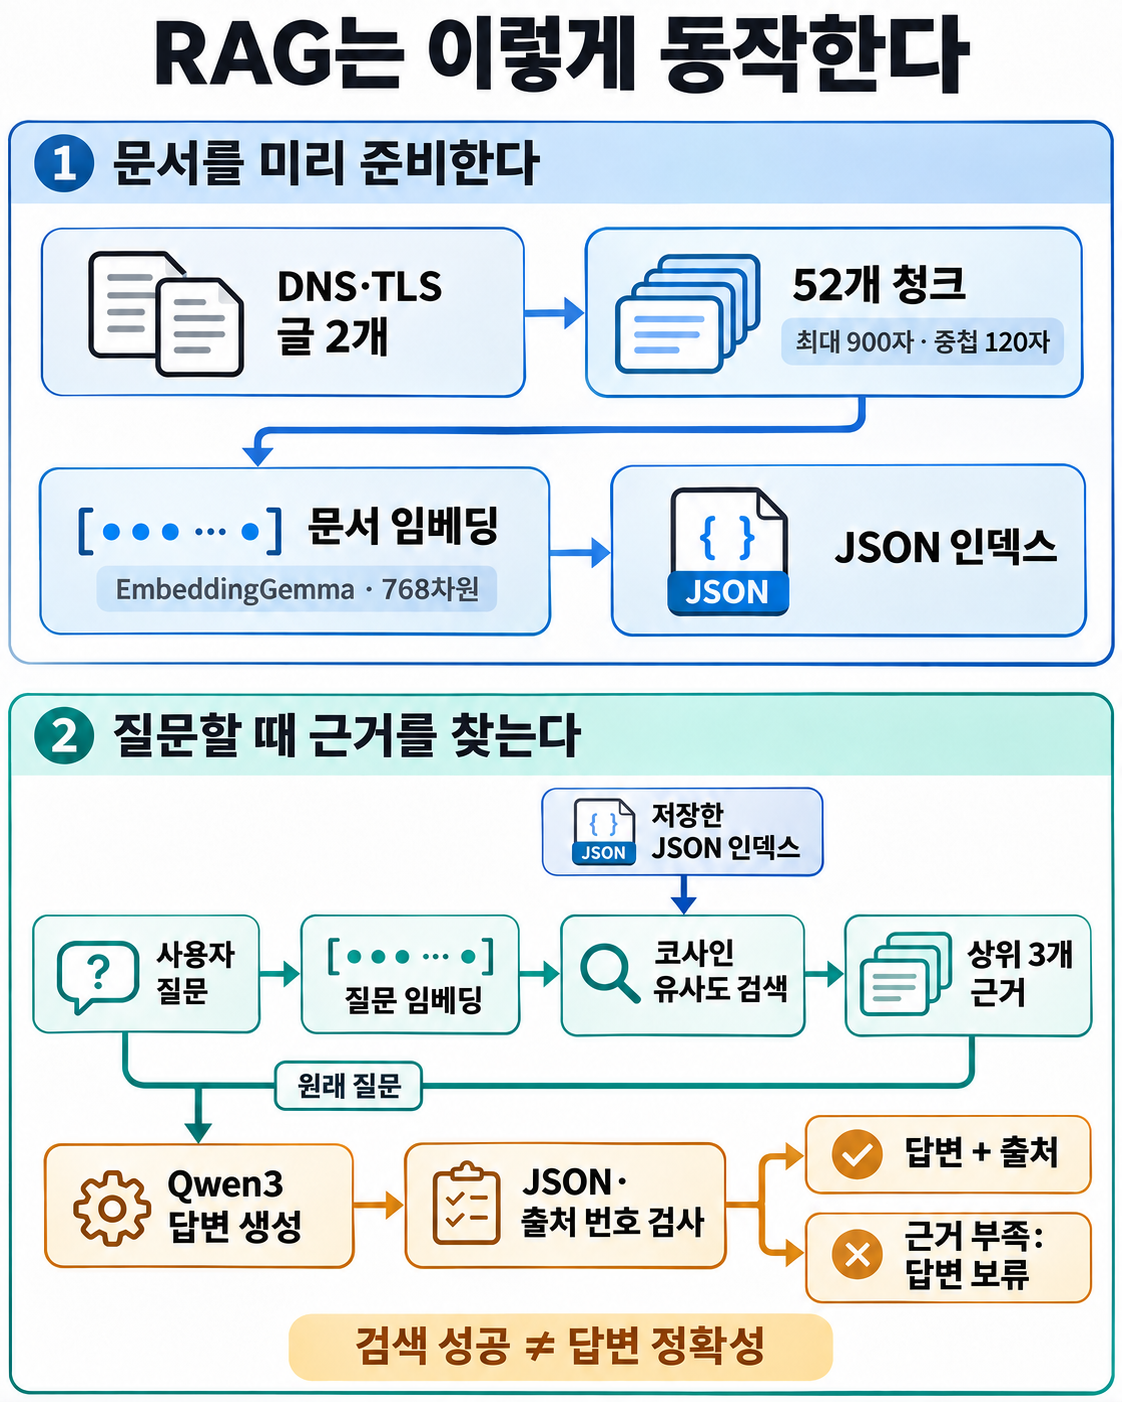 RAG는 이렇게 동작한다
1 문서를 미리 준비한다
DNS·TLS
글 2개
52개 청크
최대 900자 · 중첩 120자
[•••···•] 문서 임베딩
EmbeddingGemma · 768차원
{ }
JSON
JSON 인덱스
2 질문할 때 근거를 찾는다
{ }
JSON
저장한
JSON 인덱스
?
사용자
질문
[•••···•]
질문 임베딩
코사인
유사도 검색
상위 3개
근거
원래 질문
Qwen3
답변 생성
JSON·
출처 번호 검사
답변 + 출처
근거 부족:
답변 보류
검색 성공 ≠ 답변 정확성